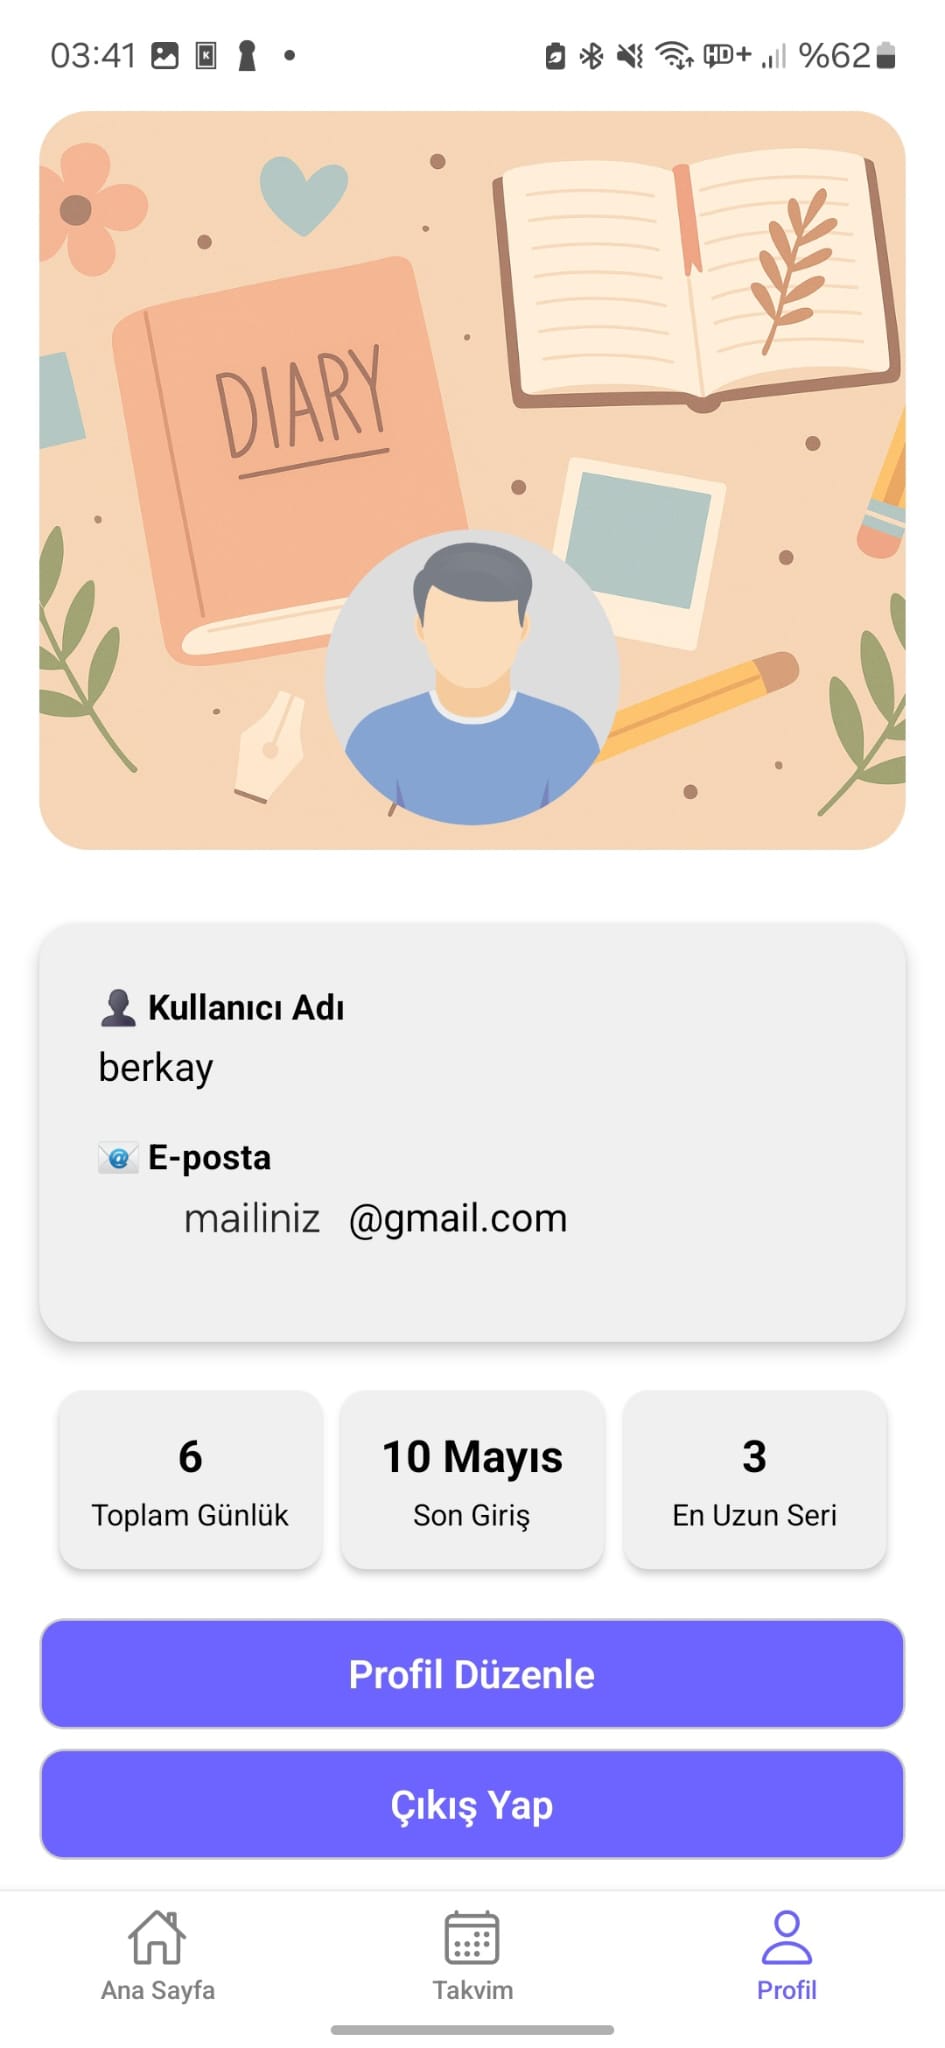 03:41
HD+
%62
DIARY
Kullanıcı Adı
berkay
E-posta
mailiniz @gmail.com
6
Toplam Günlük
10 Mayıs
Son Giriş
3
En Uzun Seri
Profil Düzenle
Çıkış Yap
Ana Sayfa
Takvim
Profil